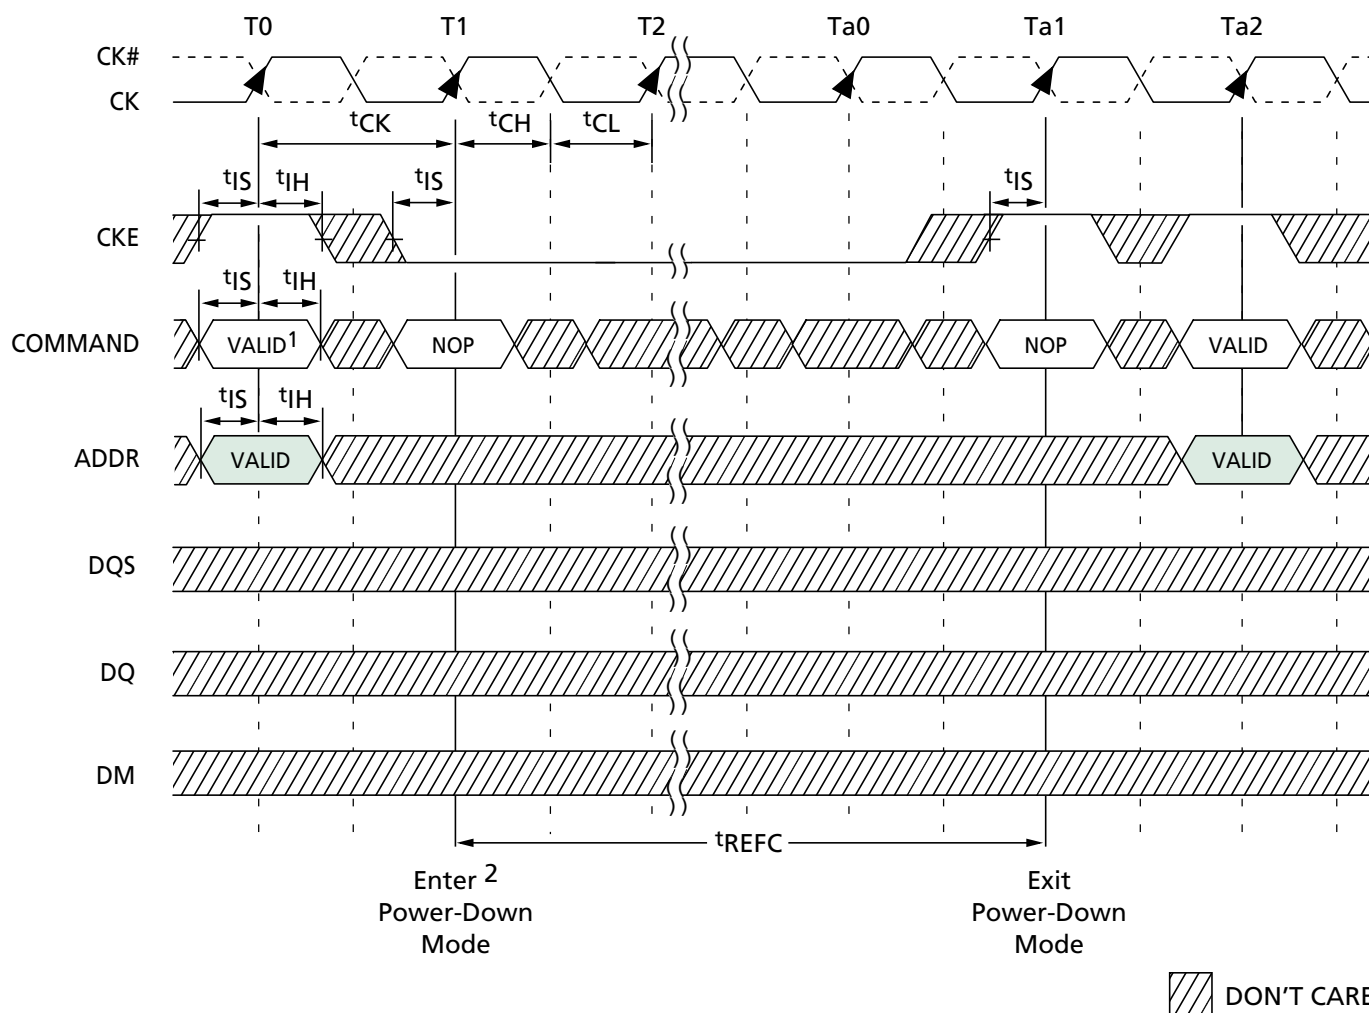 T0 T1 T2 Ta0 Ta1 Ta2
CK#
CK
tCK tCH tCL
tIS tIH tIS tIS
CKE
tIS tIH
COMMAND VALID1 NOP NOP VALID
tIS tIH
ADDR VALID VALID
DQS
DQ
DM
tREFC
Enter 2
Power-Down
Mode
Exit
Power-Down
Mode
DON'T CARE